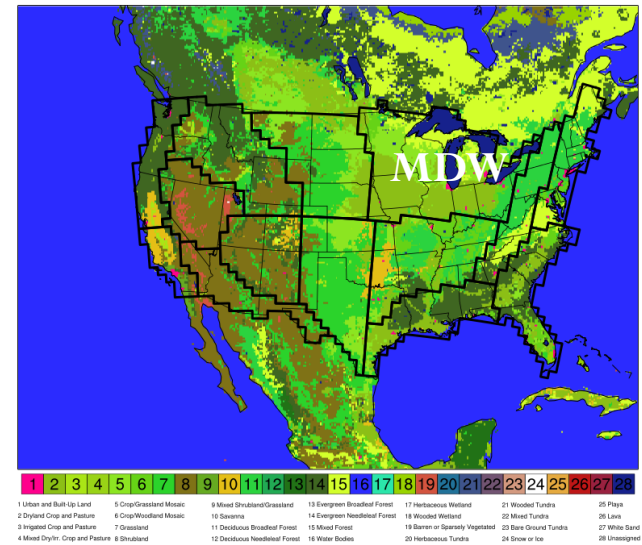 MDW
1 2 3 4 5 6 7 8 9 10 11 12 13 14 15 16 17 18 19 20 21 22 23 24 25 26 27 28
1 Urban and Built-Up Land 5 Crop/Grassland Mosaic 9 Mixed Shrubland/Grassland 13 Evergreen Broadleaf Forest 17 Herbaceous Wetland 21 Wooded Tundra 25 Playa
2 Dryland Crop and Pasture 6 Crop/Woodland Mosaic 10 Savanna 14 Evergreen Needleleaf Forest 18 Wooded Wetland 22 Mixed Tundra 26 Lava
3 Irrigated Crop and Pasture 7 Grassland 11 Deciduous Broadleaf Forest 15 Mixed Forest 19 Barren or Sparsely Vegetated 23 Bare Ground Tundra 27 White Sand
4 Mixed Dry/Irr. Crop and Pasture 8 Shrubland 12 Deciduous Needleleaf Forest 16 Water Bodies 20 Herbaceous Tundra 24 Snow or Ice 28 Unassigned